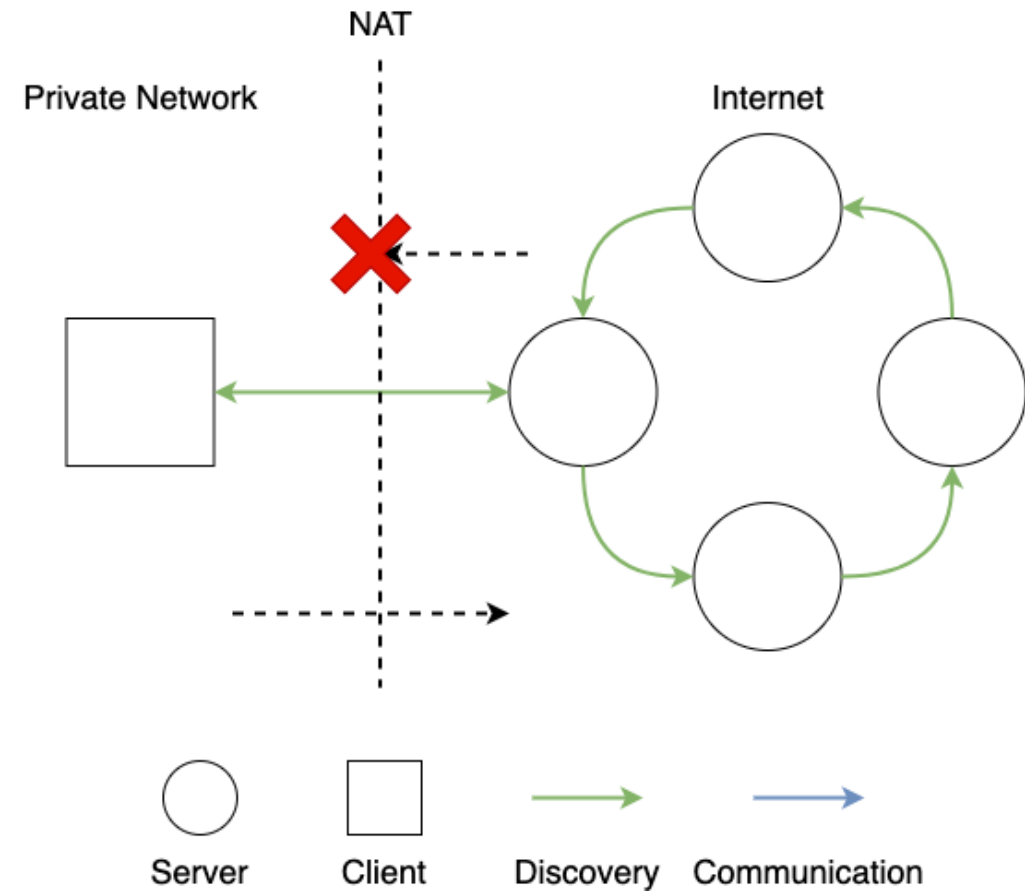 NAT
Private Network
Internet
Server
Client
Discovery
Communication